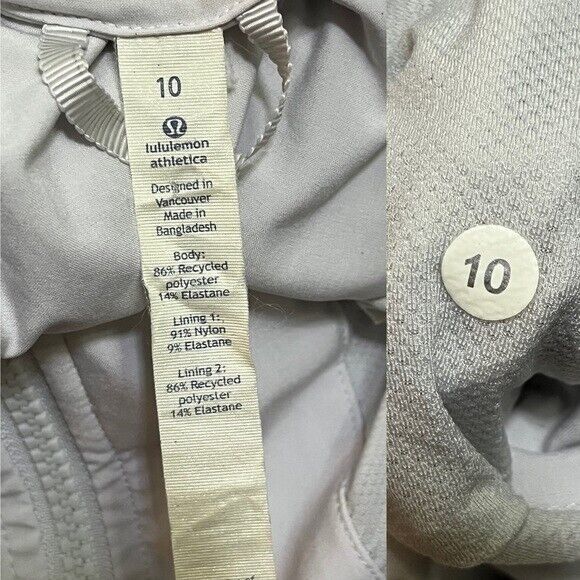 10
lululemon
athletica
Designed in
Vancouver
Made in
Bangladesh
Body:
86% Recycled
polyester
14% Elastane
Lining 1:
91% Nylon
9% Elastane
Lining 2:
86% Recycled
polyester
14% Elastane
10